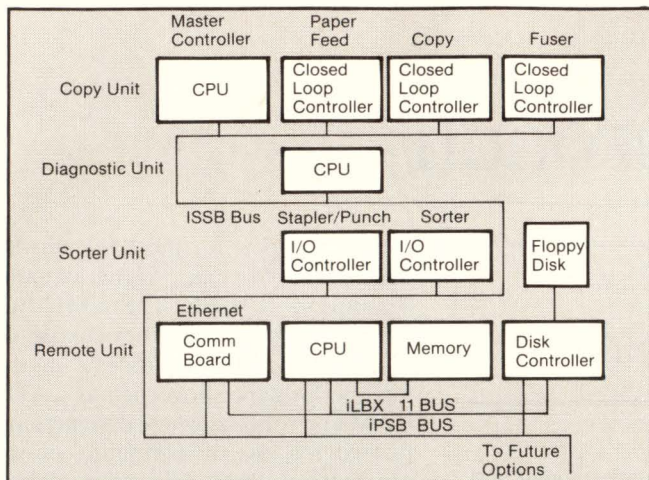 Master Controller
Paper Feed
Copy
Fuser
Copy Unit
CPU
Closed Loop Controller
Closed Loop Controller
Closed Loop Controller
Diagnostic Unit
CPU
ISSB Bus
Stapler/Punch
Sorter
Sorter Unit
I/O Controller
I/O Controller
Floppy Disk
Ethernet
Remote Unit
Comm Board
CPU
Memory
Disk Controller
iLBX 11 BUS
iPSB BUS
To Future Options